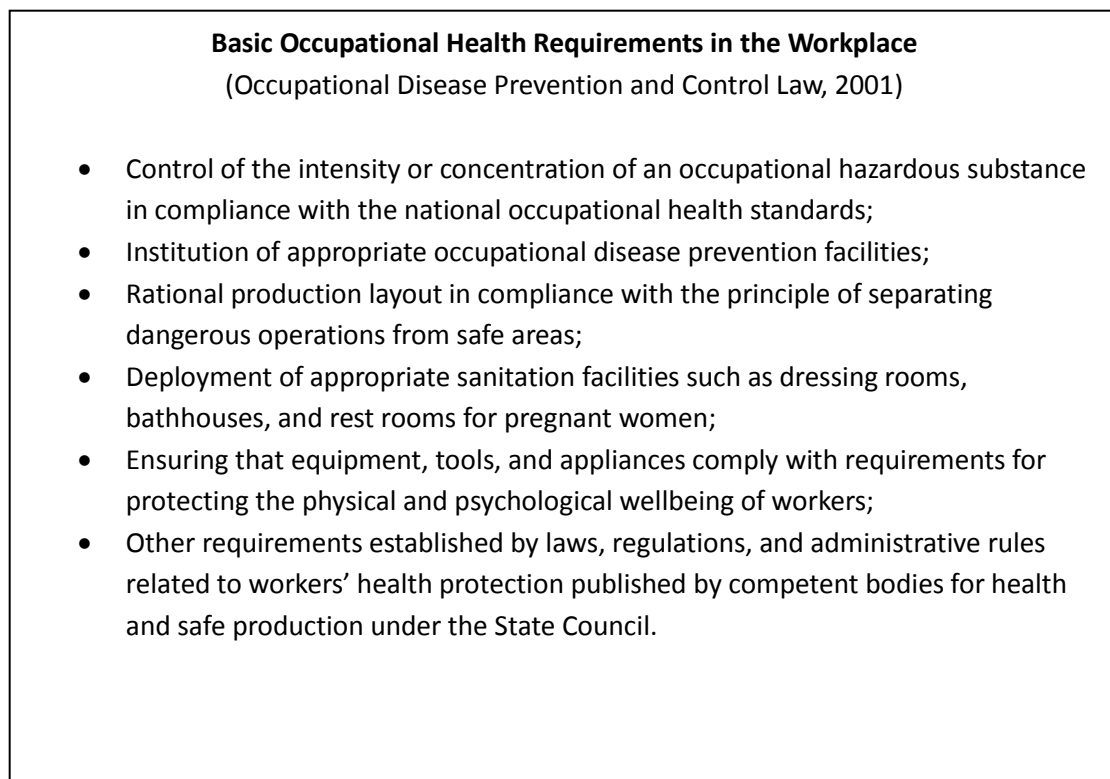 Basic Occupational Health Requirements in the Workplace
(Occupational Disease Prevention and Control Law, 2001)
• Control of the intensity or concentration of an occupational hazardous substance
in compliance with the national occupational health standards;
• Institution of appropriate occupational disease prevention facilities;
• Rational production layout in compliance with the principle of separating
dangerous operations from safe areas;
• Deployment of appropriate sanitation facilities such as dressing rooms,
bathhouses, and rest rooms for pregnant women;
• Ensuring that equipment, tools, and appliances comply with requirements for
protecting the physical and psychological wellbeing of workers;
• Other requirements established by laws, regulations, and administrative rules
related to workers’ health protection published by competent bodies for health
and safe production under the State Council.